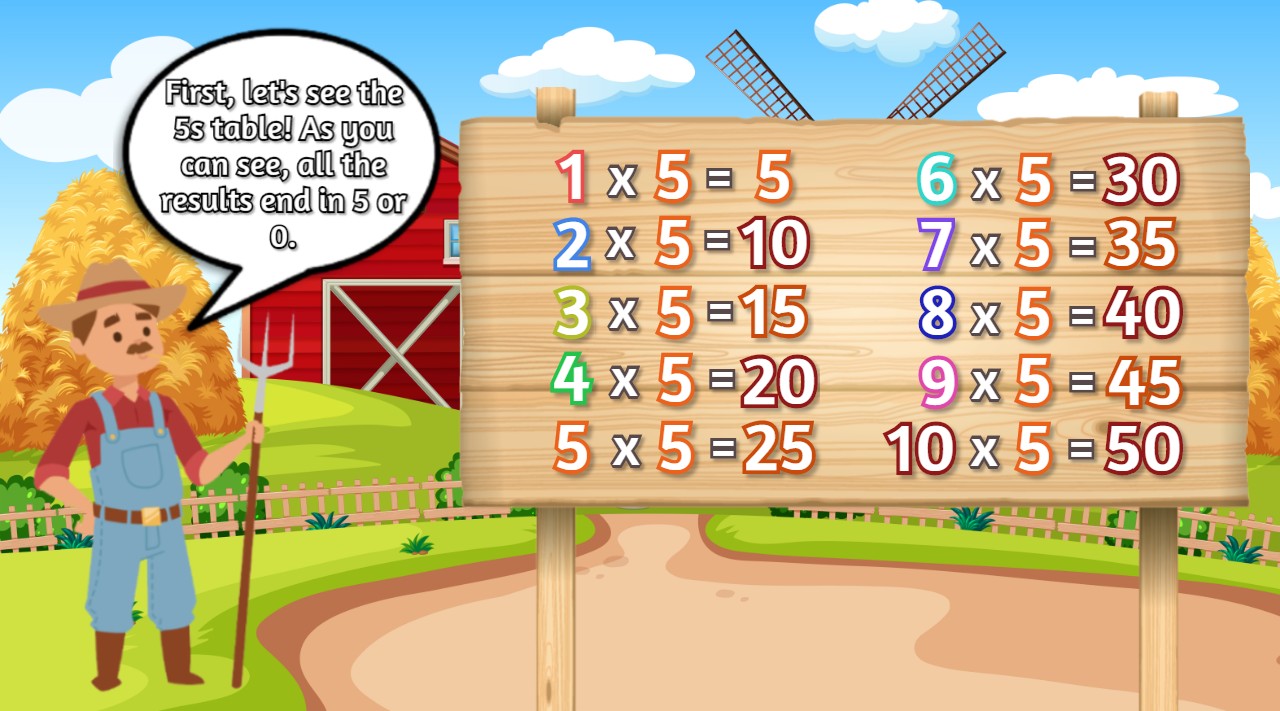 First, let's see the
5s table! As you
can see, all the
results end in 5 or
0.
1 x 5 = 5
2 x 5 = 10
3 x 5 = 15
4 x 5 = 20
5 x 5 = 25
6 x 5 = 30
7 x 5 = 35
8 x 5 = 40
9 x 5 = 45
10 x 5 = 50